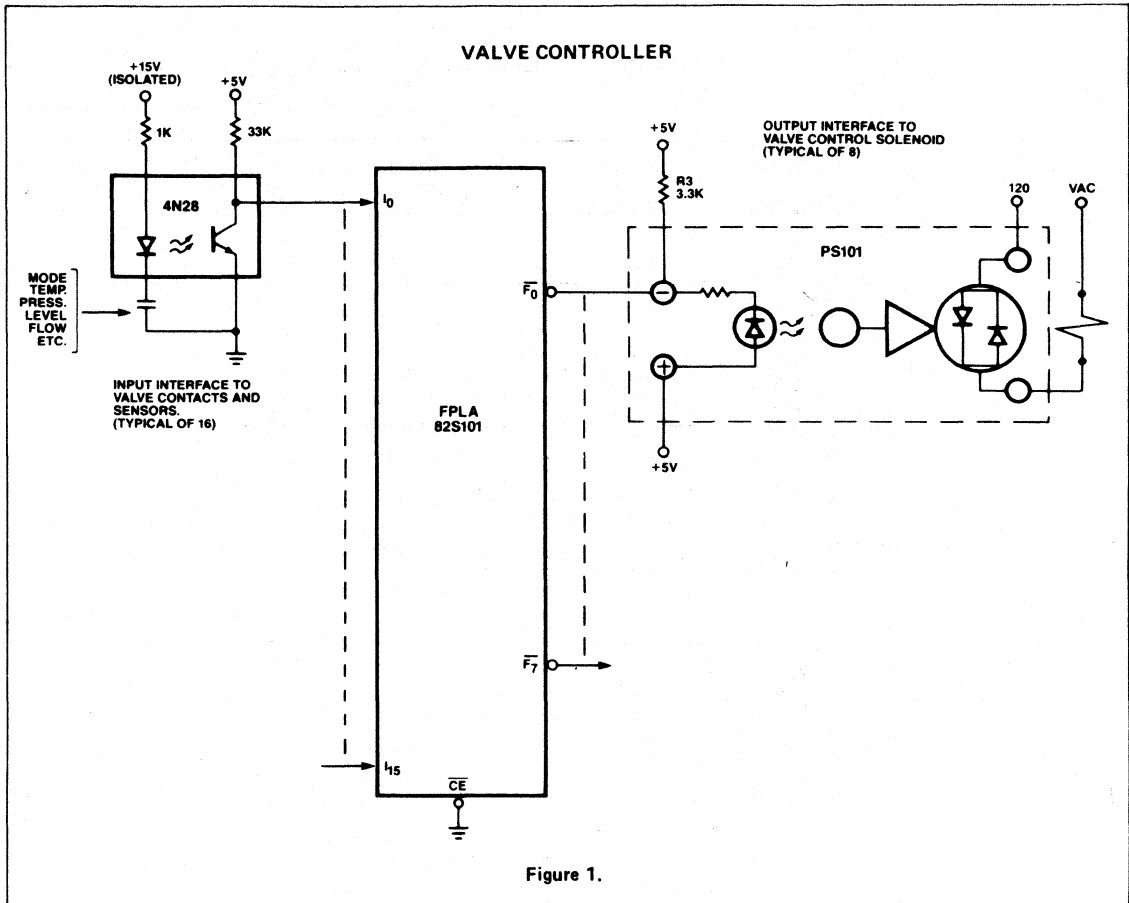 VALVE CONTROLLER
+15V
(ISOLATED)
+5V
1K
33K
4N28
MODE
TEMP.
PRESS.
LEVEL
FLOW
ETC.
INPUT INTERFACE TO
VALVE CONTACTS AND
SENSORS.
(TYPICAL OF 16)
I0
I15
FPLA
82S101
F0
F7
CE
+5V
R3
3.3K
OUTPUT INTERFACE TO
VALVE CONTROL SOLENOID
(TYPICAL OF 8)
120
VAC
PS101
−
+
+5V
Figure 1.